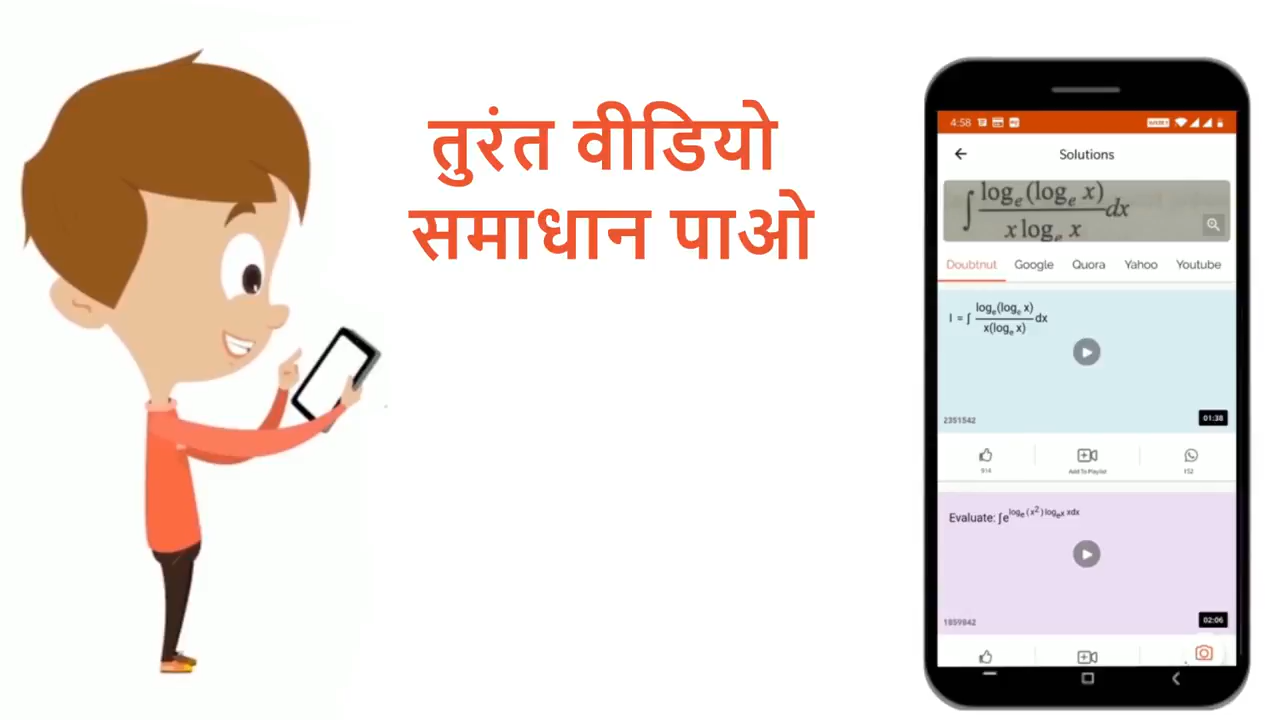 तुरंत वीडियो
समाधान पाओ
4:58
Solutions
∫ logₑ(logₑ x) / x logₑ x dx
Doubtnut Google Quora Yahoo Youtube
I = ∫ logₑ(logₑ x) / x(logₑ x) dx
2351542 01:38
914 Add To Playlist 152
Evaluate: ∫e^logₑ(x²)logₑx xdx
1859842 02:06